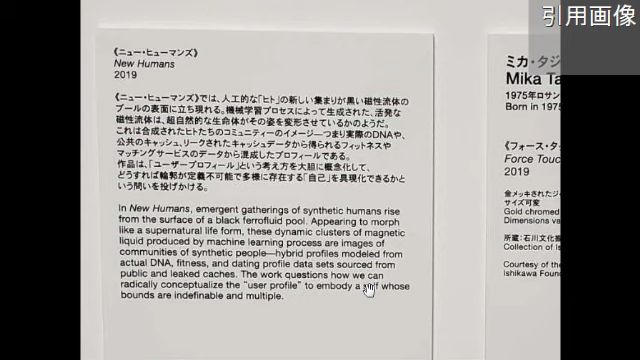 引用画像
《ニュー・ヒューマンズ》
New Humans
2019
《ニュー・ヒューマンズ》では、人工的な「ヒト」の新しい集まりが黒い磁性流体の
プールの表面に立ち現れる。機械学習プロセスによって生成された、活発な
磁性流体は、超自然的な生命体がその姿を変形させているかのようだ。
これは合成されたヒトたちのコミュニティーのイメージ―つまり実際のDNAや、
公共のキャッシュ、リークされたキャッシュデータから得られるフィットネスや
マッチングサービスのデータから混成したプロフィールである。
作品は、「ユーザープロフィール」という考え方を大胆に概念化して、
どうすれば輪郭が定義不可能で多様に存在する「自己」を具現化できるかと
いう問いを投げかける。
In New Humans, emergent gatherings of synthetic humans rise
from the surface of a black ferrofluid pool. Appearing to morph
like a supernatural life form, these dynamic clusters of magnetic
liquid produced by machine learning process are images of
communities of synthetic people—hybrid profiles modeled from
actual DNA, fitness, and dating profile data sets sourced from
public and leaked caches. The work questions how we can
radically conceptualize the "user profile" to embody a self whose
bounds are indefinable and multiple.
ミカ・タジ
Mika Ta
1975年ロサン
Born in 1975
《フォース・タ
Force Touc
金メッキされたジ
サイズ可変
Gold chromed
Dimensions va
所蔵：石川文化振
Collection of Is
Courtesy of the
Ishikawa Found